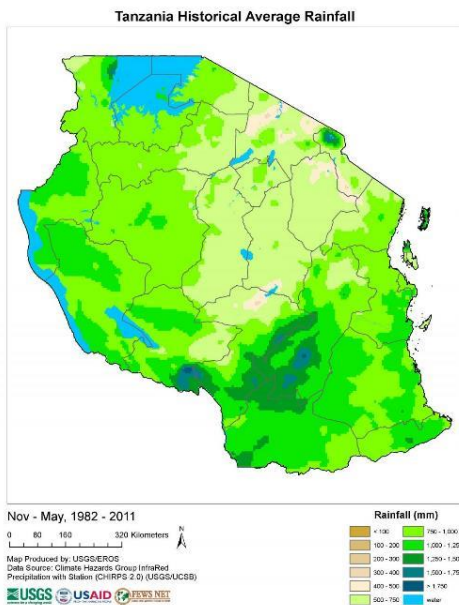 Tanzania Historical Average Rainfall
Nov - May, 1982 - 2011
0 80 160 320 Kilometers N
Map Produced by: USGS/EROS
Data Source: Climate Hazards Group InfraRed
Precipitation with Station (CHIRPS 2.0) (USGS/UCSB)
USGS USAID FEWS NET
Rainfall (mm)
< 100
100 - 200
200 - 300
300 - 400
400 - 500
500 - 750
750 - 1,000
1,000 - 1,25
1,250 - 1,50
1,500 - 1,75
> 1,750
water